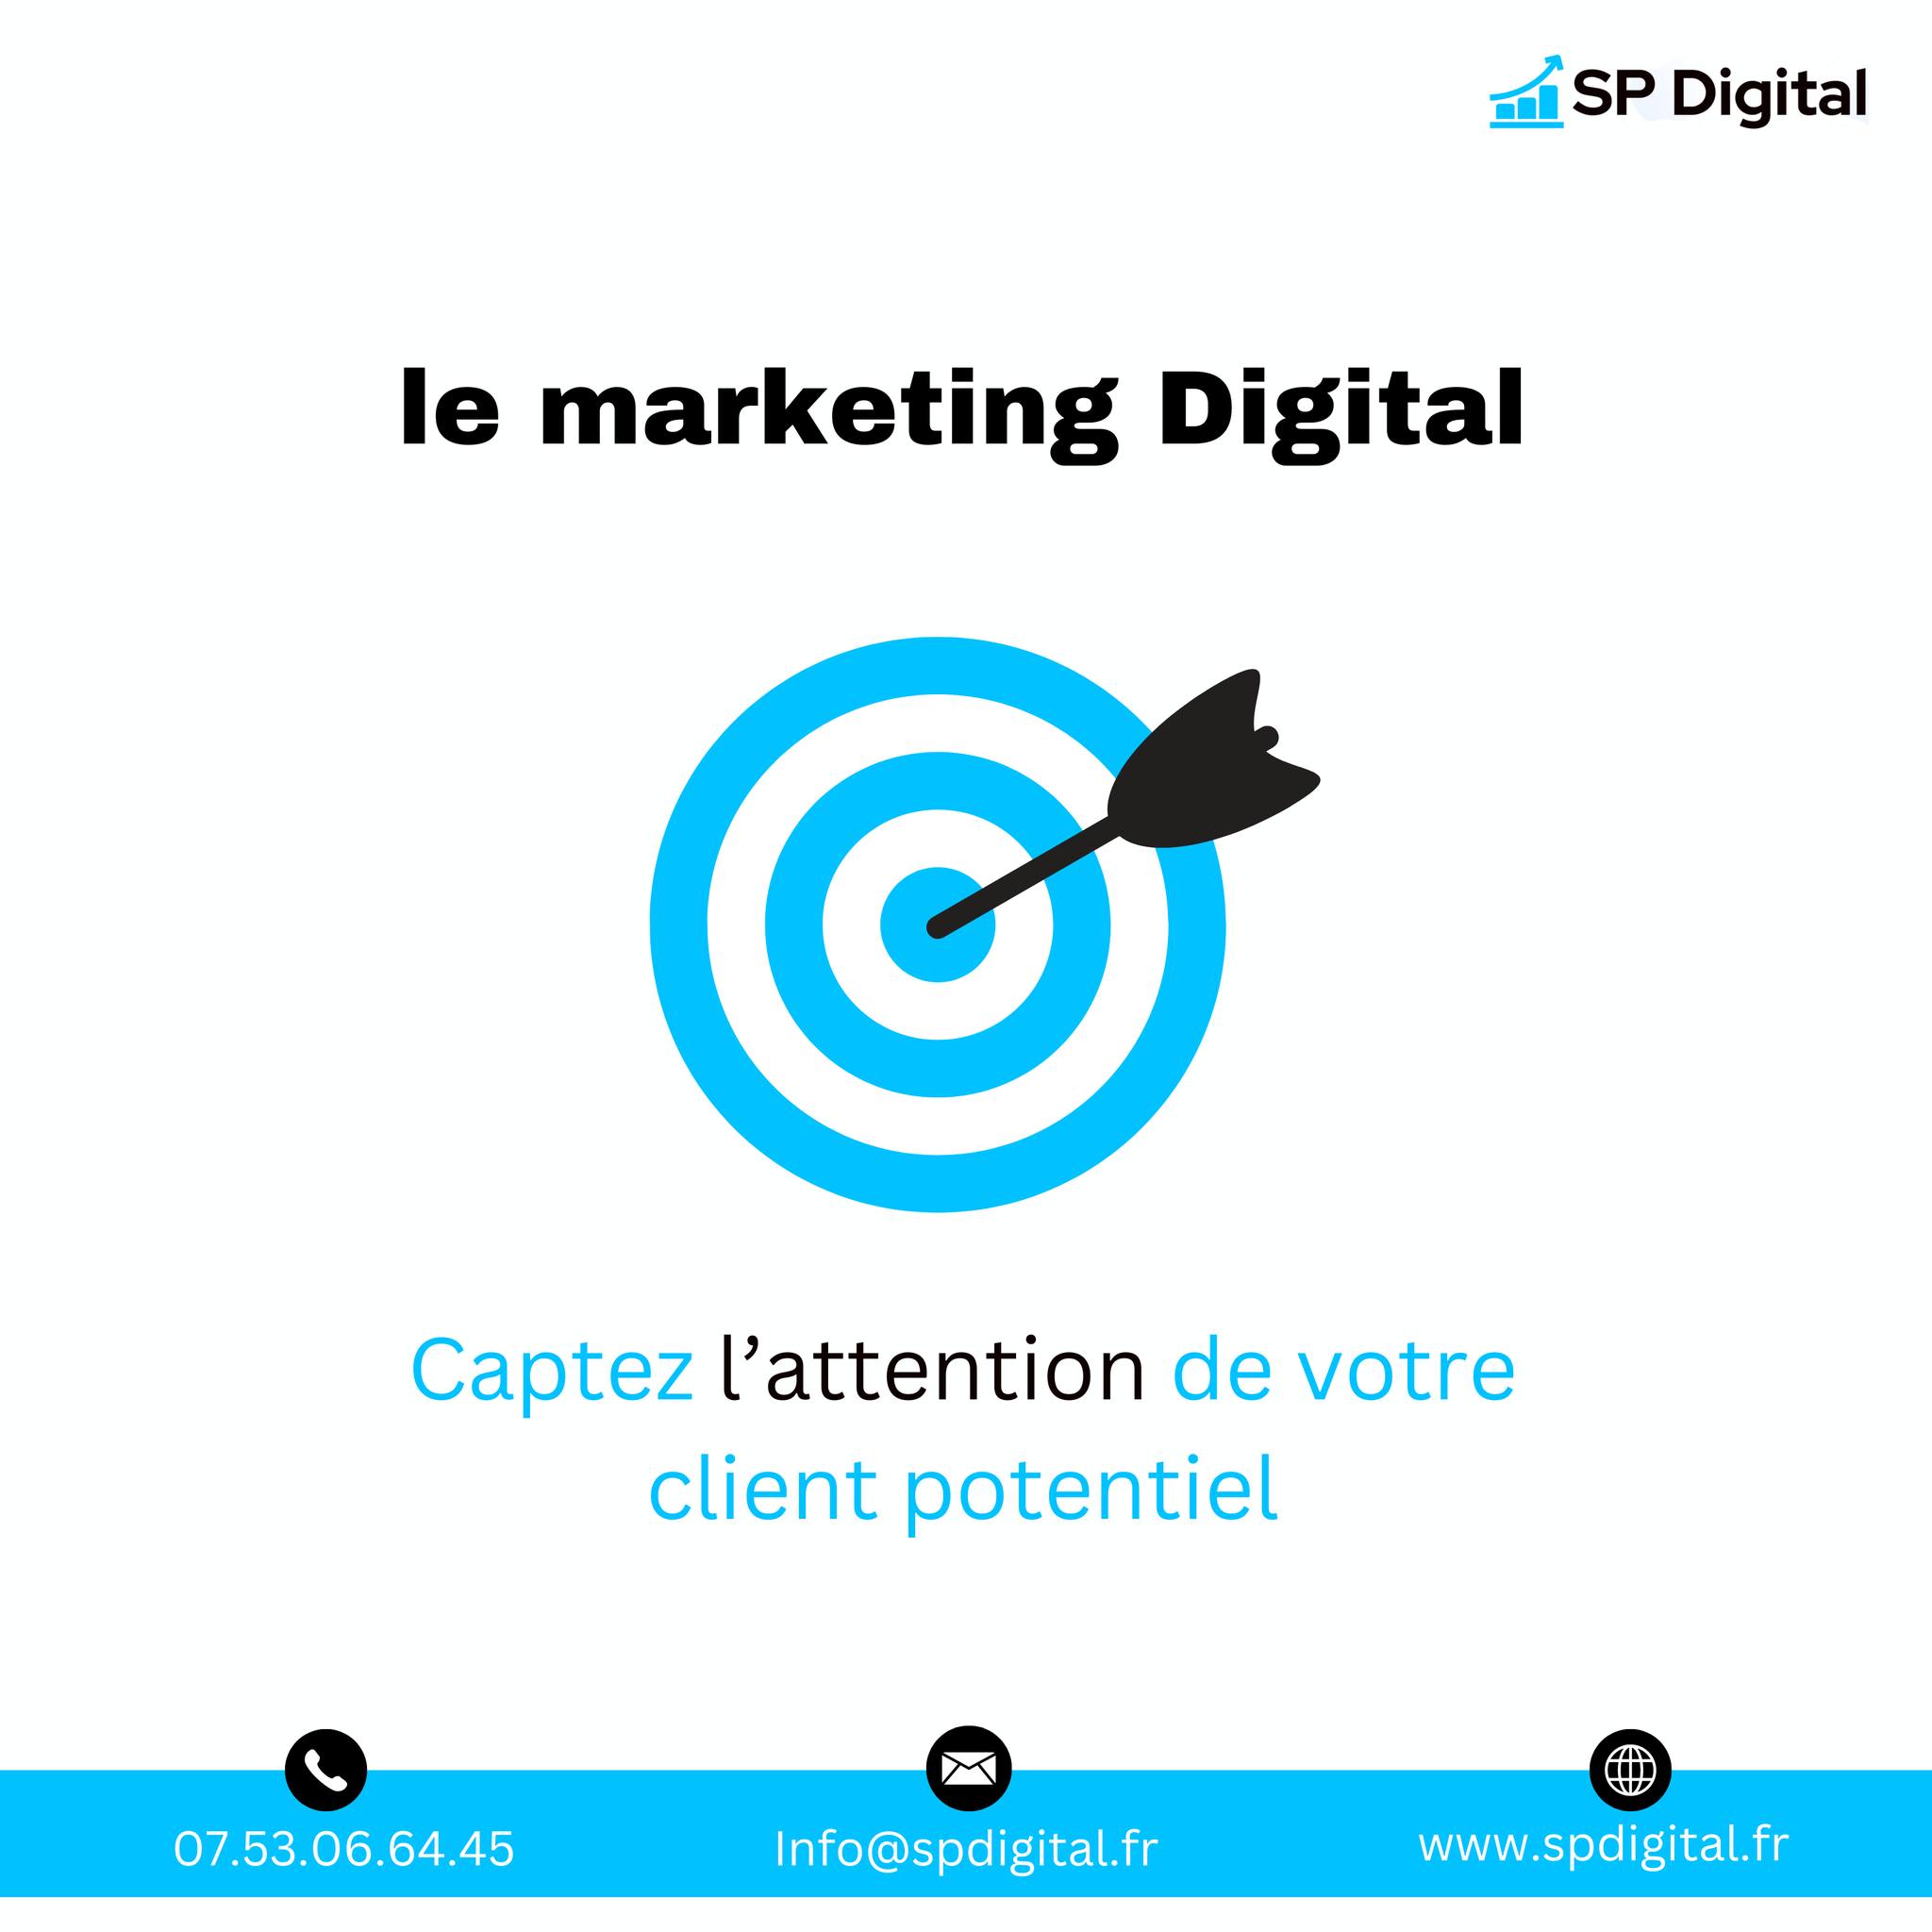 SP Digital
le marketing Digital
Captez l’attention de votre
client potentiel
07.53.06.64.45
Info@spdigital.fr
www.spdigital.fr